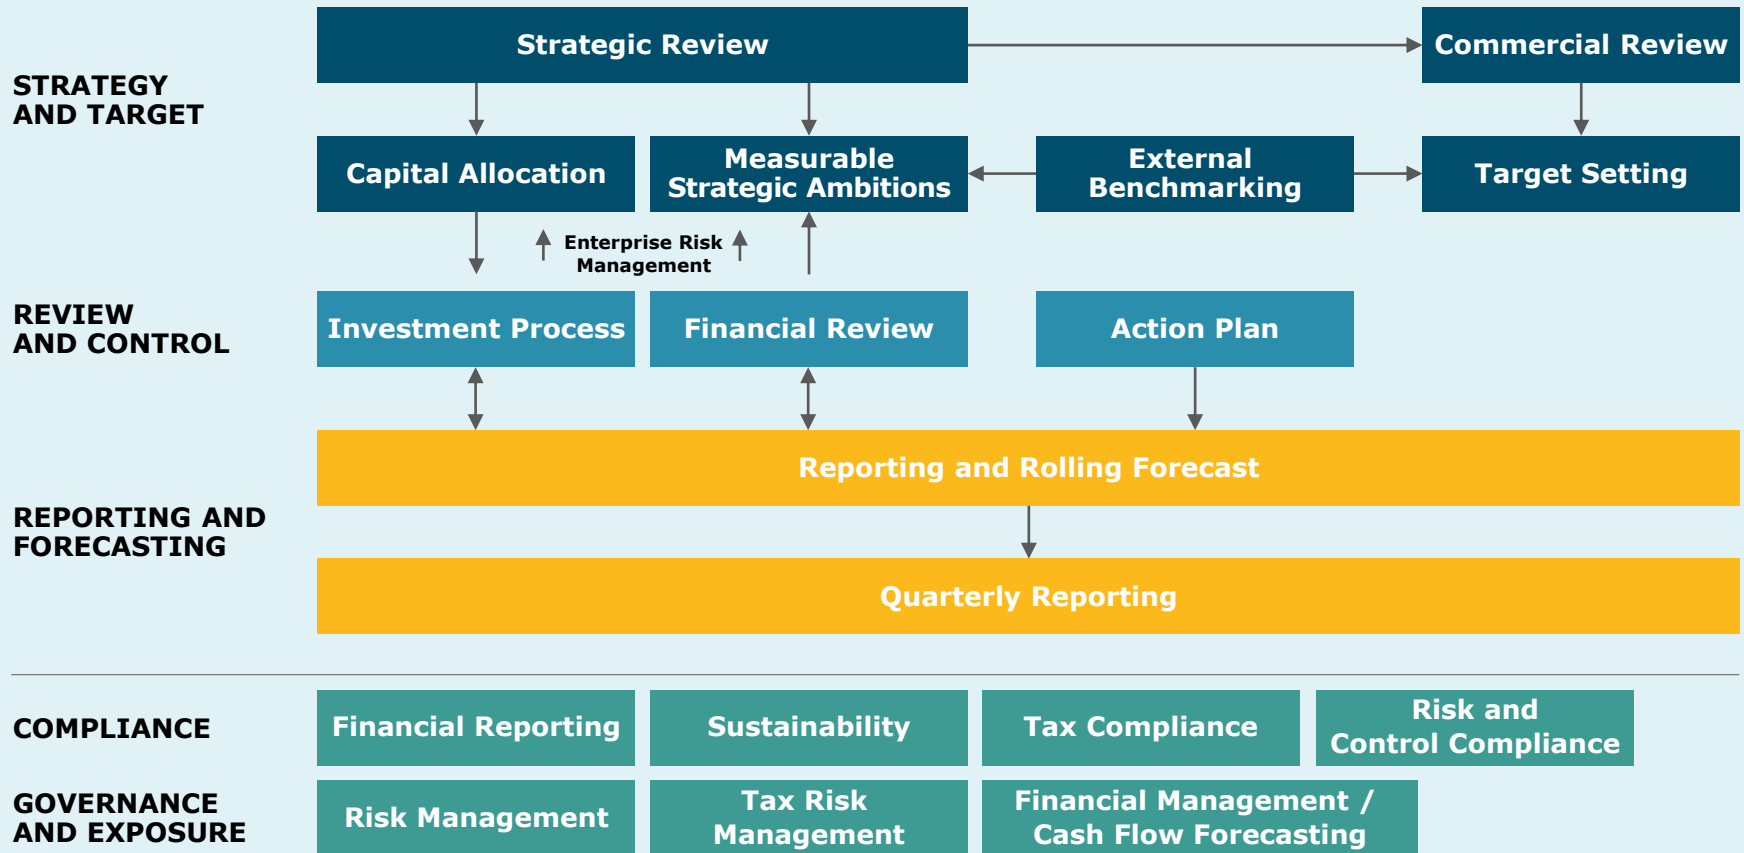 STRATEGY
AND TARGET
Strategic Review
Commercial Review
Capital Allocation
Measurable
Strategic Ambitions
External
Benchmarking
Target Setting
Enterprise Risk
Management
REVIEW
AND CONTROL
Investment Process
Financial Review
Action Plan
REPORTING AND
FORECASTING
Reporting and Rolling Forecast
Quarterly Reporting
COMPLIANCE
Financial Reporting
Sustainability
Tax Compliance
Risk and
Control Compliance
GOVERNANCE
AND EXPOSURE
Risk Management
Tax Risk
Management
Financial Management /
Cash Flow Forecasting